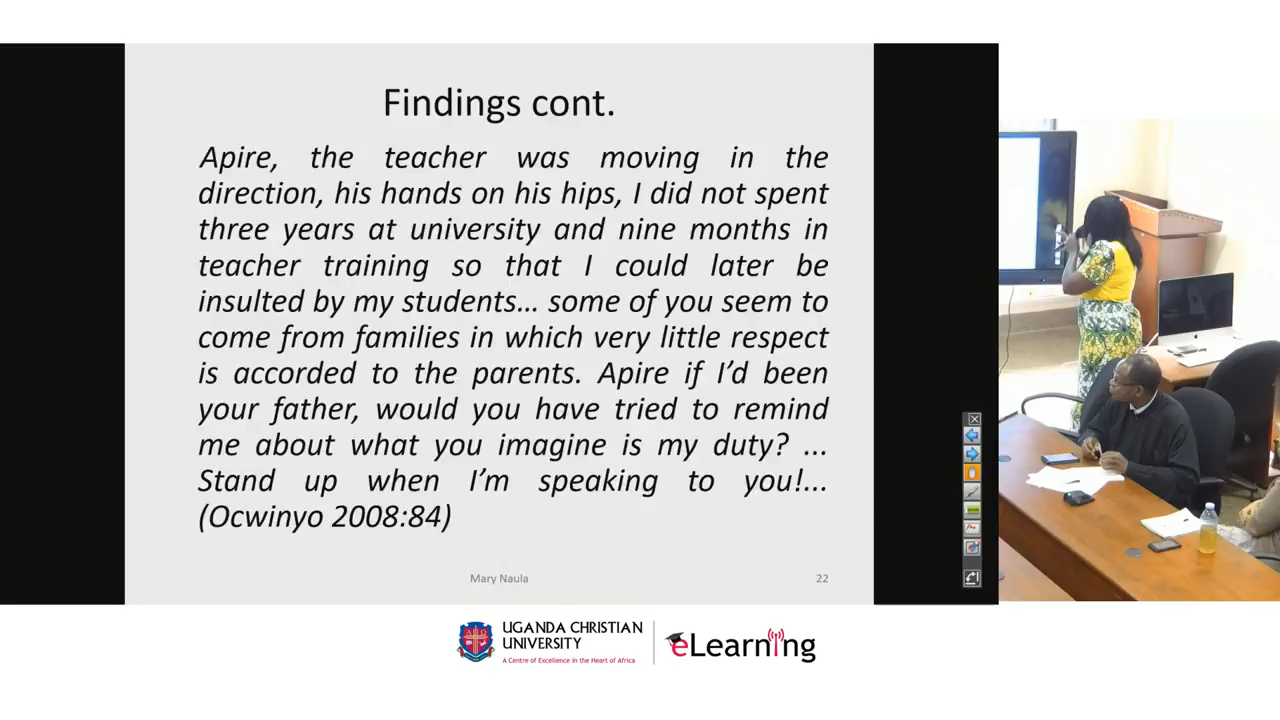 Findings cont.
Apire, the teacher was moving in the
direction, his hands on his hips, I did not spent
three years at university and nine months in
teacher training so that I could later be
insulted by my students... some of you seem to
come from families in which very little respect
is accorded to the parents. Apire if I'd been
your father, would you have tried to remind
me about what you imagine is my duty? ...
Stand up when I'm speaking to you!...
(Ocwinyo 2008:84)
Mary Naula
22
UGANDA CHRISTIAN
UNIVERSITY
A Centre of Excellence in the Heart of Africa
eLearning